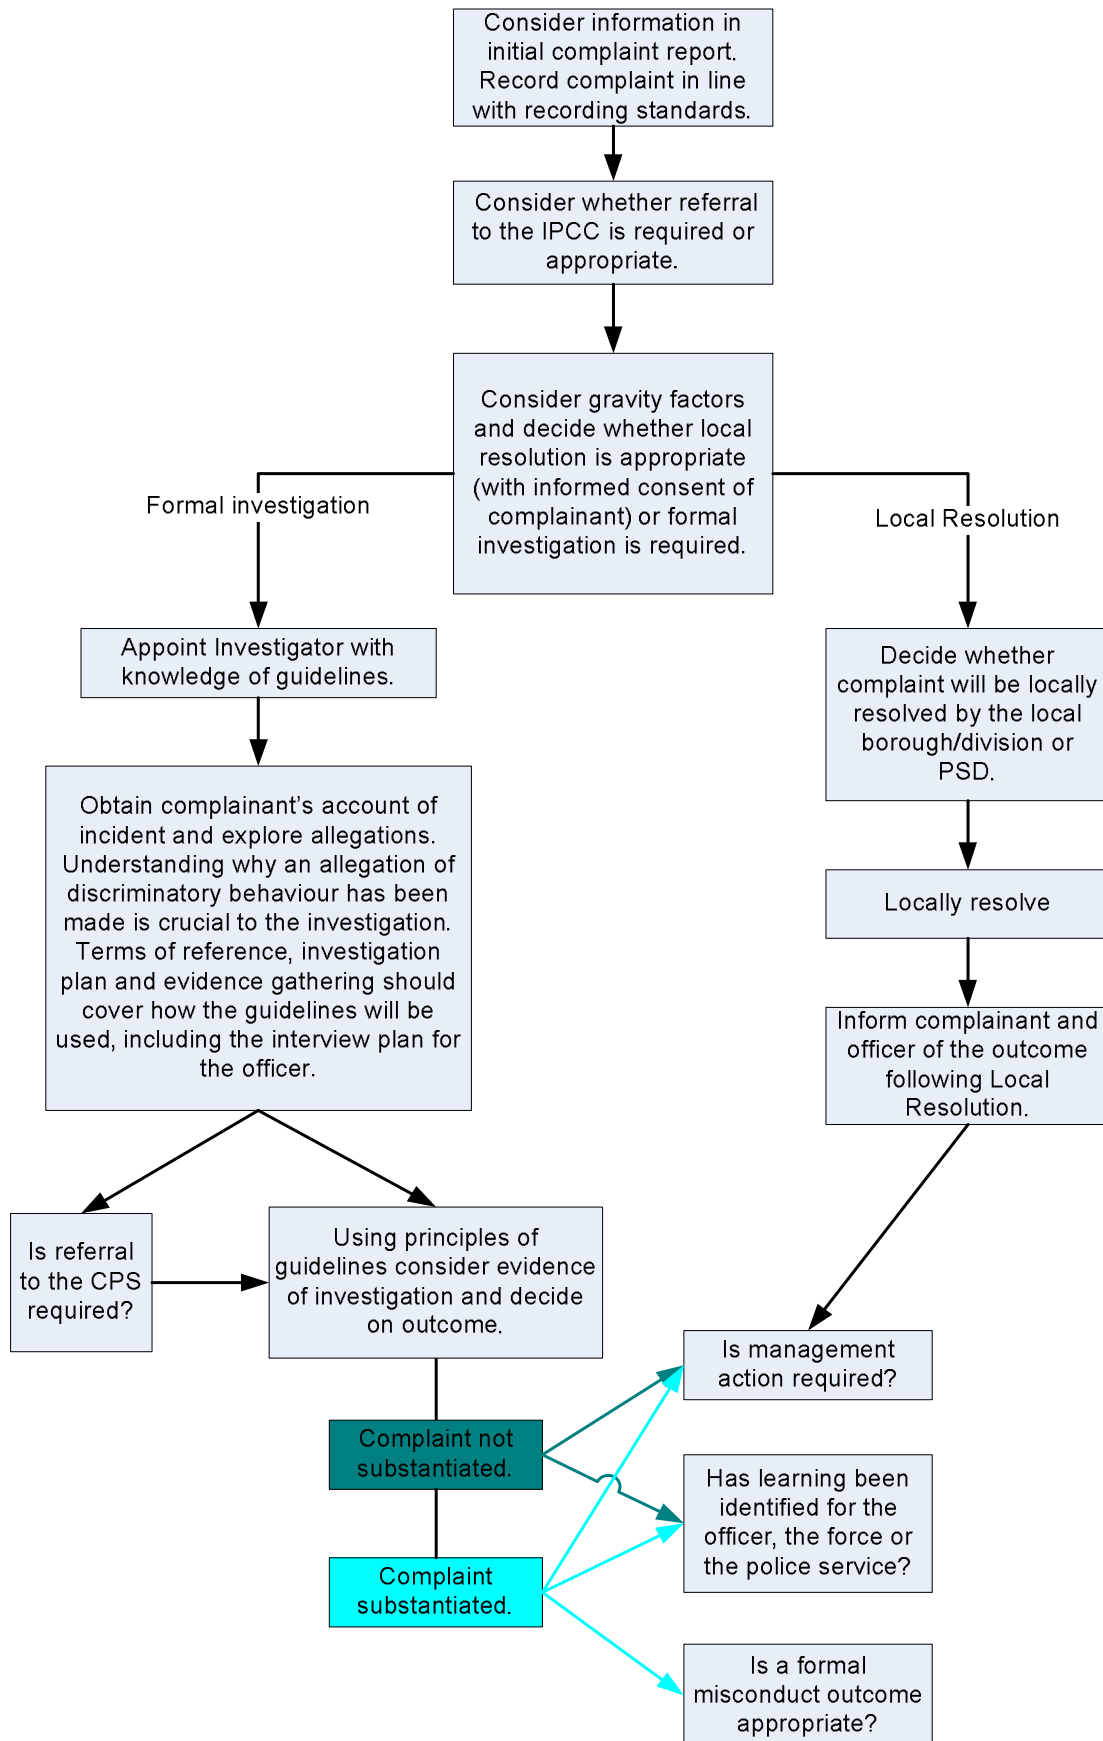 Consider information in
initial complaint report.
Record complaint in line
with recording standards.
Consider whether referral
to the IPCC is required or
appropriate.
Consider gravity factors
and decide whether local
resolution is appropriate
(with informed consent of
complainant) or formal
investigation is required.
Formal investigation
Local Resolution
Appoint Investigator with
knowledge of guidelines.
Decide whether
complaint will be locally
resolved by the local
borough/division or
PSD.
Obtain complainant’s account of
incident and explore allegations.
Understanding why an allegation of
discriminatory behaviour has been
made is crucial to the investigation.
Terms of reference, investigation
plan and evidence gathering should
cover how the guidelines will be
used, including the interview plan for
the officer.
Locally resolve
Inform complainant and
officer of the outcome
following Local
Resolution.
Is referral
to the CPS
required?
Using principles of
guidelines consider evidence
of investigation and decide
on outcome.
Is management
action required?
Complaint not
substantiated.
Has learning been
identified for the
officer, the force or
the police service?
Complaint
substantiated.
Is a formal
misconduct outcome
appropriate?